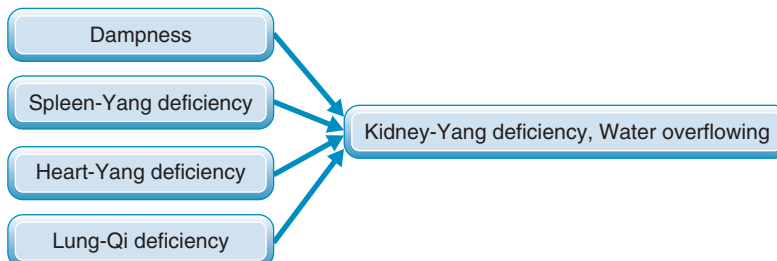 Dampness
Spleen-Yang deficiency
Kidney-Yang deficiency, Water overflowing
Heart-Yang deficiency
Lung-Qi deficiency